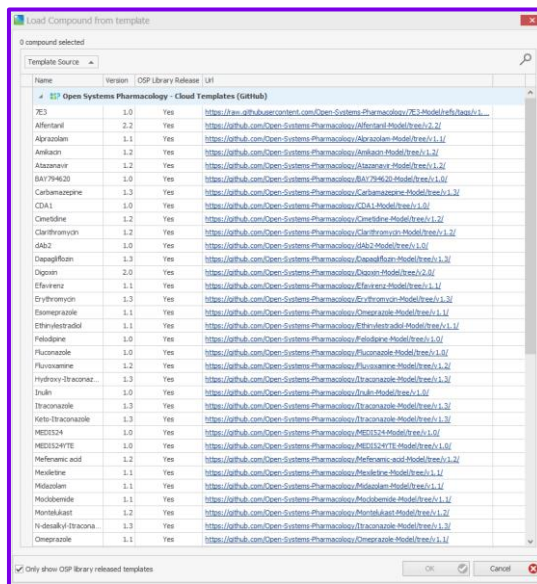 Load Compound from template
0 compound selected
Template Source
Name Version OSP Library Release Url
Open Systems Pharmacology - Cloud Templates (GitHub)
7E3 1.0 Yes https://raw.githubusercontent.com/Open-Systems-Pharmacology/7E3-Model/refs/tags/v1....
Alfentanil 2.2 Yes https://github.com/Open-Systems-Pharmacology/Alfentanil-Model/tree/v2.2/
Alprazolam 1.1 Yes https://github.com/Open-Systems-Pharmacology/Alprazolam-Model/tree/v1.1/
Amikacin 1.2 Yes https://github.com/Open-Systems-Pharmacology/Amikacin-Model/tree/v1.2/
Atazanavir 1.2 Yes https://github.com/Open-Systems-Pharmacology/Atazanavir-Model/tree/v1.2/
BAY794620 1.0 Yes https://github.com/Open-Systems-Pharmacology/BAY794620-Model/tree/v1.0/
Carbamazepine 1.3 Yes https://github.com/Open-Systems-Pharmacology/Carbamazepine-Model/tree/v1.3/
CDA1 1.0 Yes https://github.com/Open-Systems-Pharmacology/CDA1-Model/tree/v1.0/
Cimetidine 1.2 Yes https://github.com/Open-Systems-Pharmacology/Cimetidine-Model/tree/v1.2/
Clarithromycin 1.2 Yes https://github.com/Open-Systems-Pharmacology/Clarithromycin-Model/tree/v1.2/
dAb2 1.0 Yes https://github.com/Open-Systems-Pharmacology/dAb2-Model/tree/v1.0/
Dapagliflozin 1.3 Yes https://github.com/Open-Systems-Pharmacology/Dapagliflozin-Model/tree/v1.3/
Digoxin 2.0 Yes https://github.com/Open-Systems-Pharmacology/Digoxin-Model/tree/v2.0/
Efavirenz 1.1 Yes https://github.com/Open-Systems-Pharmacology/Efavirenz-Model/tree/v1.1/
Erythromycin 1.3 Yes https://github.com/Open-Systems-Pharmacology/Erythromycin-Model/tree/v1.3/
Esomeprazole 1.1 Yes https://github.com/Open-Systems-Pharmacology/Omeprazole-Model/tree/v1.1/
Ethinylestradiol 1.1 Yes https://github.com/Open-Systems-Pharmacology/Ethinylestradiol-Model/tree/v1.1/
Felodipine 1.0 Yes https://github.com/Open-Systems-Pharmacology/Felodipine-Model/tree/v1.0/
Fluconazole 1.0 Yes https://github.com/Open-Systems-Pharmacology/Fluconazole-Model/tree/v1.0/
Fluvoxamine 1.2 Yes https://github.com/Open-Systems-Pharmacology/Fluvoxamine-Model/tree/v1.2/
Hydroxy-Itraconaz... 1.3 Yes https://github.com/Open-Systems-Pharmacology/Itraconazole-Model/tree/v1.3/
Inulin 1.0 Yes https://github.com/Open-Systems-Pharmacology/Inulin-Model/tree/v1.0/
Itraconazole 1.3 Yes https://github.com/Open-Systems-Pharmacology/Itraconazole-Model/tree/v1.3/
Keto-Itraconazole 1.3 Yes https://github.com/Open-Systems-Pharmacology/Itraconazole-Model/tree/v1.3/
MEDI524 1.0 Yes https://github.com/Open-Systems-Pharmacology/MEDI524-Model/tree/v1.0/
MEDI524YTE 1.0 Yes https://github.com/Open-Systems-Pharmacology/MEDI524YTE-Model/tree/v1.0/
Mefenamic acid 1.2 Yes https://github.com/Open-Systems-Pharmacology/Mefenamic-acid-Model/tree/v1.2/
Mexiletine 1.1 Yes https://github.com/Open-Systems-Pharmacology/Mexiletine-Model/tree/v1.1/
Midazolam 1.1 Yes https://github.com/Open-Systems-Pharmacology/Midazolam-Model/tree/v1.1/
Moclobemide 1.1 Yes https://github.com/Open-Systems-Pharmacology/Moclobemide-Model/tree/v1.1/
Montelukast 1.2 Yes https://github.com/Open-Systems-Pharmacology/Montelukast-Model/tree/v1.2/
N-desalkyl-Itracona... 1.3 Yes https://github.com/Open-Systems-Pharmacology/Itraconazole-Model/tree/v1.3/
Omeprazole 1.1 Yes https://github.com/Open-Systems-Pharmacology/Omeprazole-Model/tree/v1.1/
Only show OSP library released templates OK Cancel